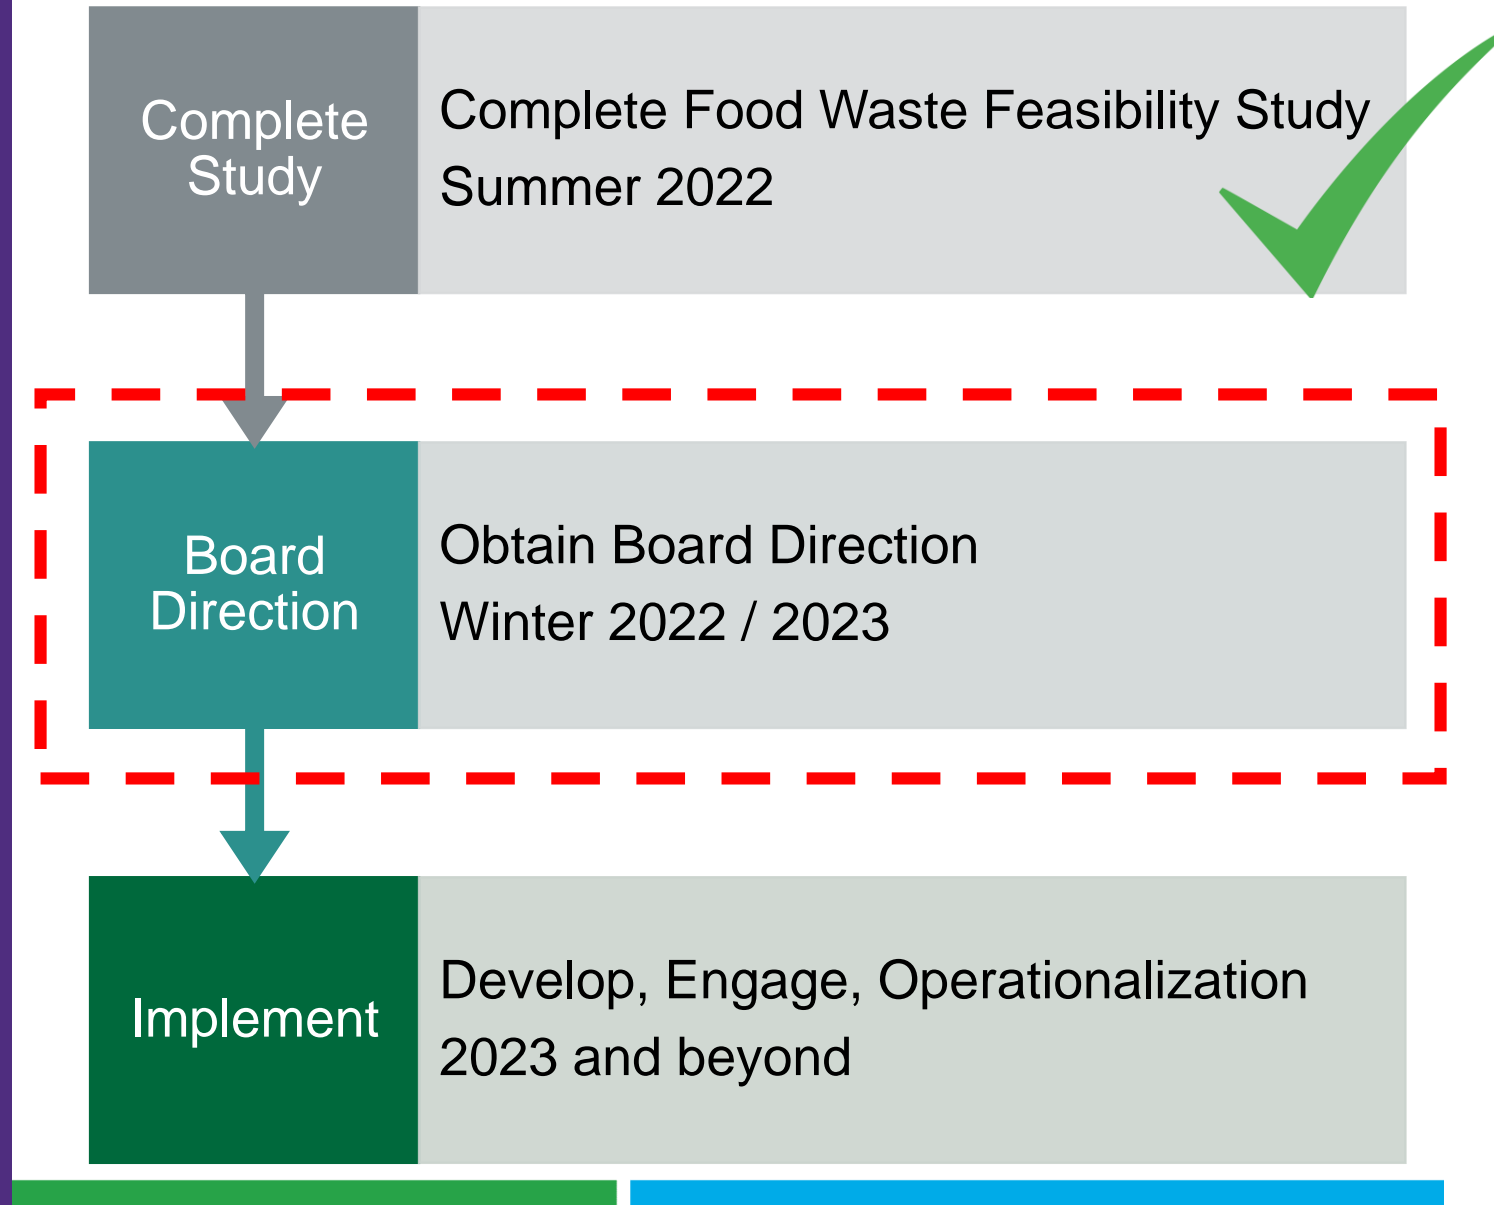 Complete
Study
Complete Food Waste Feasibility Study
Summer 2022
Board
Direction
Obtain Board Direction
Winter 2022 / 2023
Implement
Develop, Engage, Operationalization
2023 and beyond